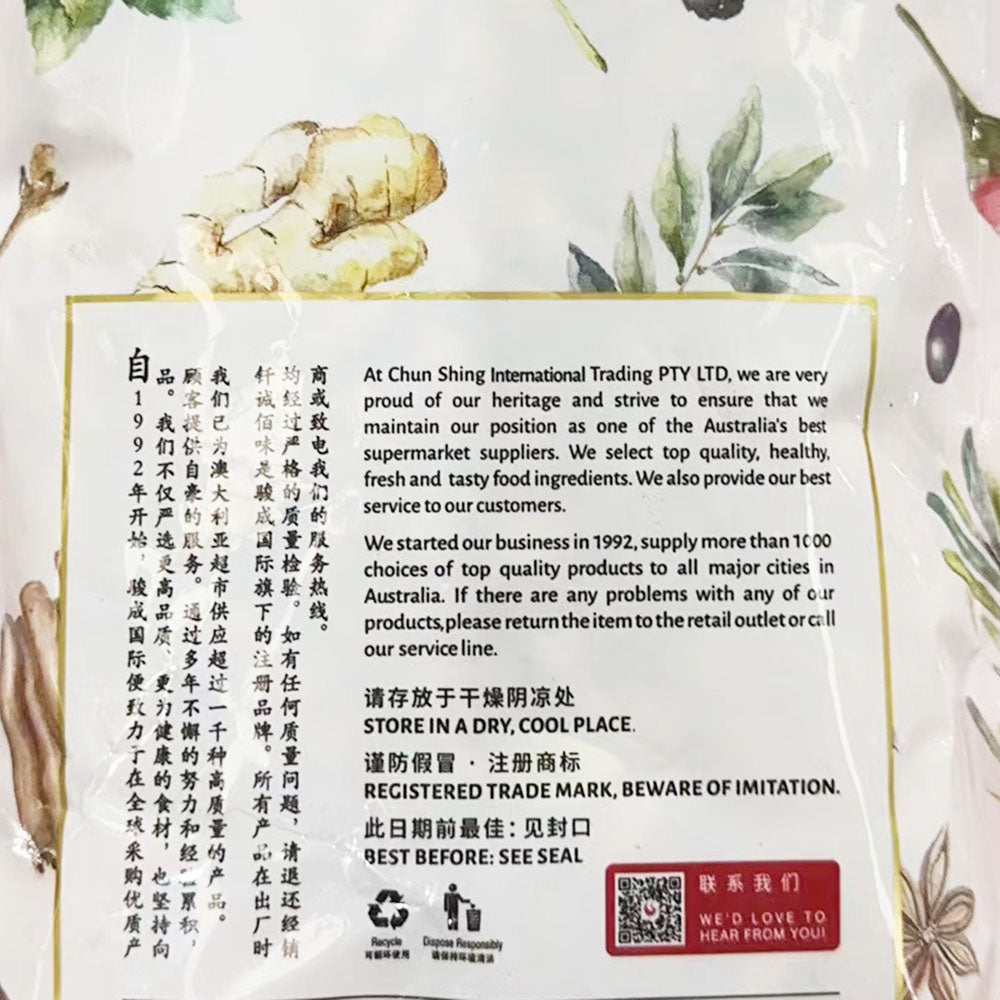 自1992年开始，骏成国际便致力于在全球采购优质产
品。我们不仅严选更高品质、更为健康的食材，也坚持向
顾客提供自豪的服务。通过多年不懈的努力和经验累积，
我们已为澳大利亚超市供应超过一千种高质量的产品。
钎诚佰味是骏成国际旗下的注册品牌。所有产品在出厂时
均经过严格的质量检验。如有任何质量问题，请退还经销
商或致电我们的服务热线。
At Chun Shing International Trading PTY LTD, we are very
proud of our heritage and strive to ensure that we
maintain our position as one of the Australia's best
supermarket suppliers. We select top quality, healthy,
fresh and tasty food ingredients. We also provide our best
service to our customers.
We started our business in 1992, supply more than 1000
choices of top quality products to all major cities in
Australia. If there are any problems with any of our
products, please return the item to the retail outlet or call
our service line.
请存放于干燥阴凉处
STORE IN A DRY, COOL PLACE.
谨防假冒 · 注册商标
REGISTERED TRADE MARK, BEWARE OF IMITATION.
此日期前最佳：见封口
BEST BEFORE: SEE SEAL
Recycle
可循环使用
Dispose Responsibly
请保持环境清洁
联系我们
WE'D LOVE TO
HEAR FROM YOU!